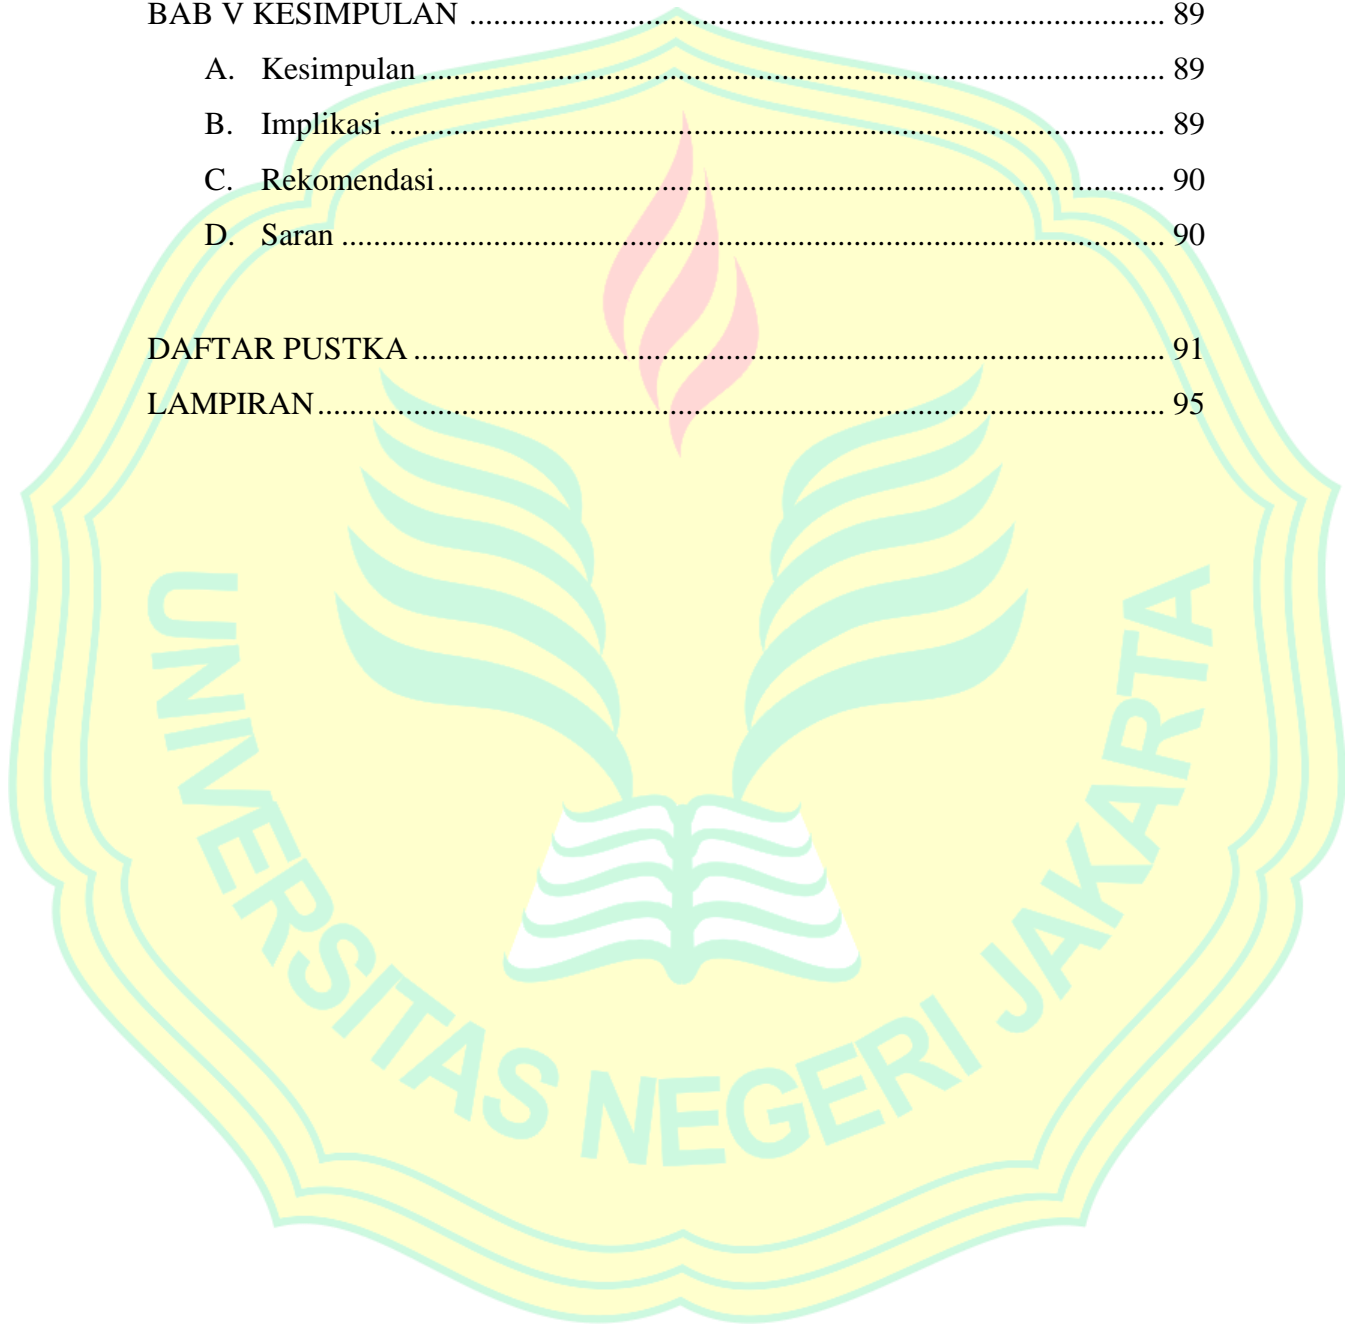 BAB V KESIMPULAN ........................................................................................ 89
A. Kesimpulan .............................................................................................. 89
B. Implikasi .................................................................................................. 89
C. Rekomendasi ............................................................................................ 90
D. Saran ........................................................................................................ 90
DAFTAR PUSTKA ............................................................................................... 91
LAMPIRAN ........................................................................................................... 95
UNIVERSITAS NEGERI JAKARTA